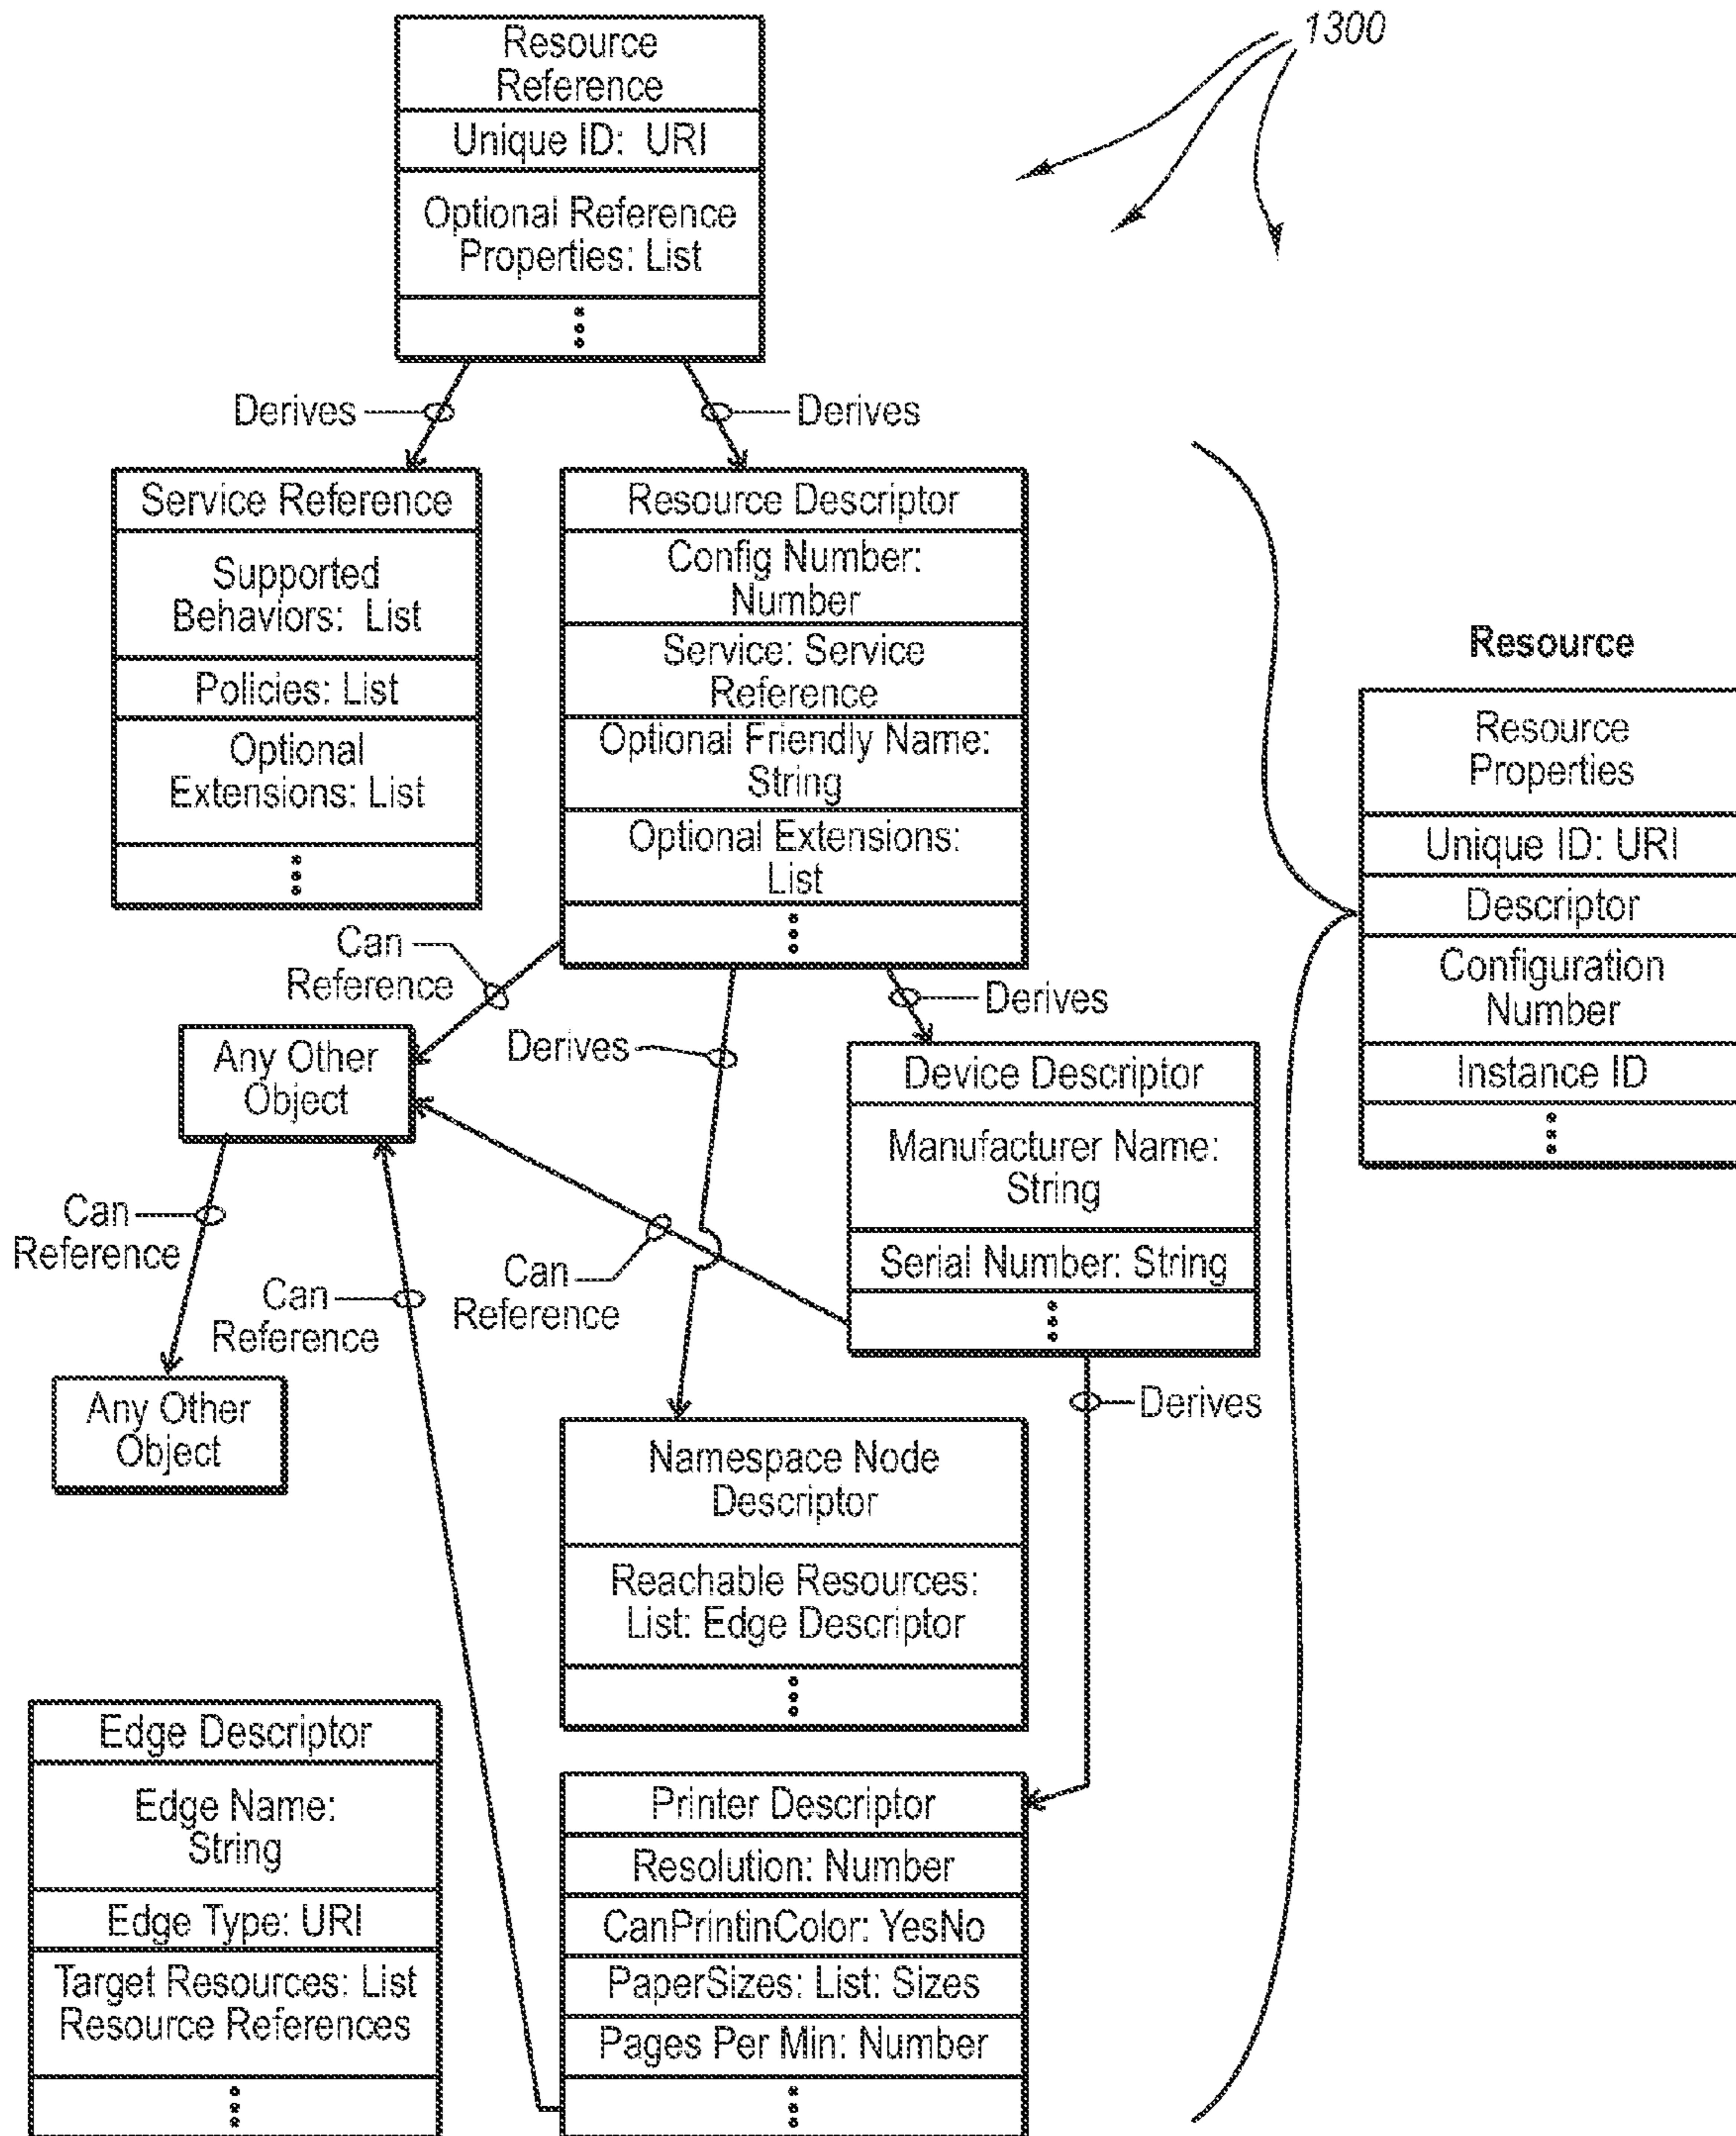 1300
Resource
Reference
Unique ID: URI
Optional Reference
Properties: List
Derives
Derives
Service Reference
Supported
Behaviors: List
Policies: List
Optional
Extensions: List
Resource Descriptor
Config Number:
Number
Service: Service
Reference
Optional Friendly Name:
String
Optional Extensions:
List
Resource
Resource
Properties
Unique ID: URI
Descriptor
Configuration
Number
Instance ID
Can
Reference
Derives
Derives
Any Other
Object
Device Descriptor
Manufacturer Name:
String
Serial Number: String
Can
Reference
Can
Reference
Can
Reference
Any Other
Object
Derives
Namespace Node
Descriptor
Reachable Resources:
List: Edge Descriptor
Edge Descriptor
Edge Name:
String
Edge Type: URI
Target Resources: List
Resource References
Printer Descriptor
Resolution: Number
CanPrintinColor: YesNo
PaperSizes: List: Sizes
Pages Per Min: Number